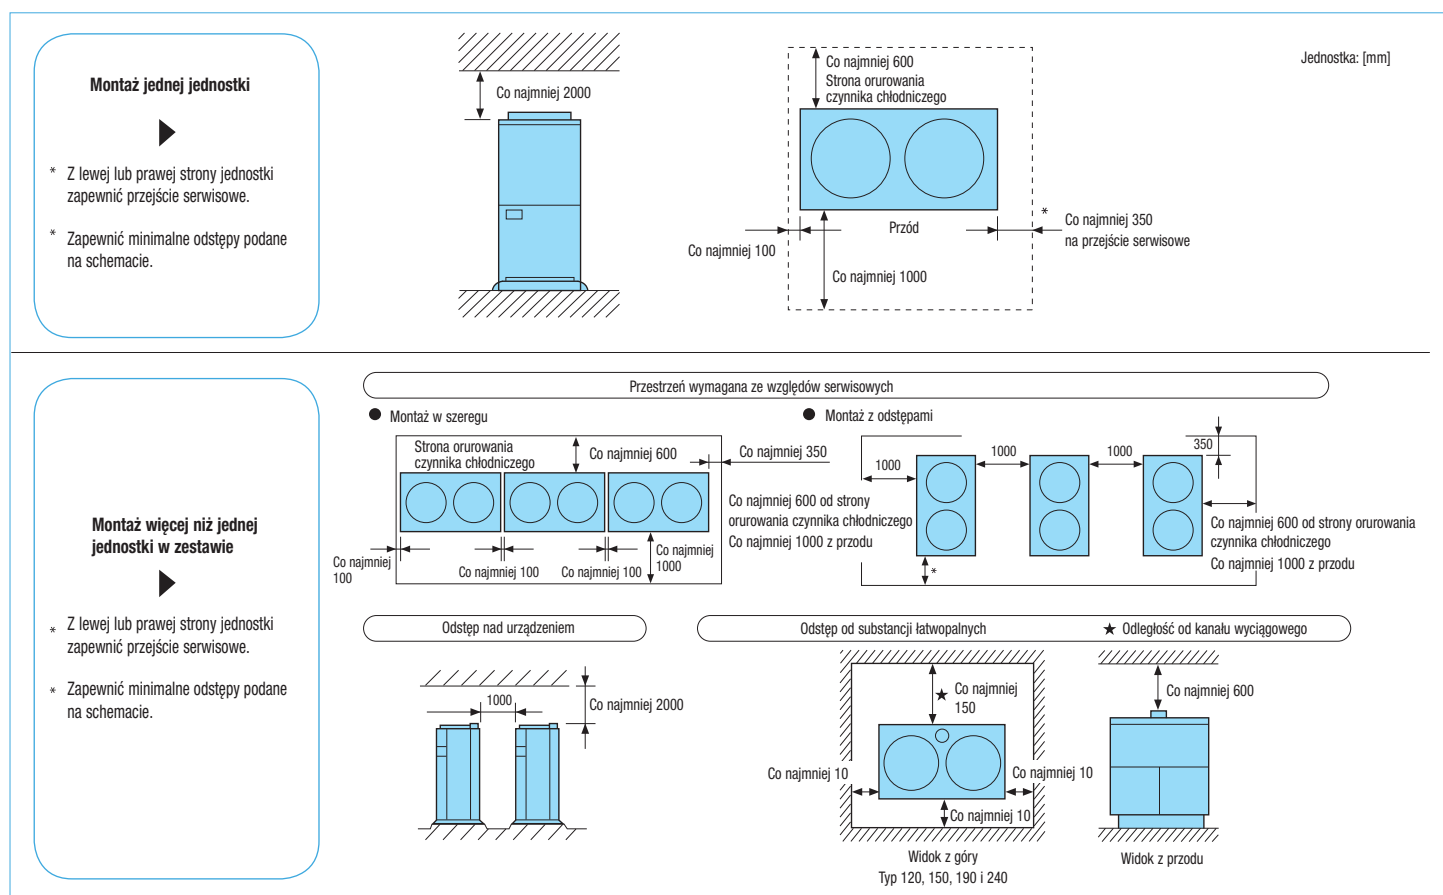 Montaż jednej jednostki
* Z lewej lub prawej strony jednostki
zapewnić przejście serwisowe.
* Zapewnić minimalne odstępy podane
na schemacie.
Co najmniej 2000
Co najmniej 600
Strona orurowania
czynnika chłodniczego
Przód
Co najmniej 100
Co najmniej 1000
*
Co najmniej 350
na przejście serwisowe
Jednostka: [mm]
Montaż więcej niż jednej
jednostki w zestawie
* Z lewej lub prawej strony jednostki
zapewnić przejście serwisowe.
* Zapewnić minimalne odstępy podane
na schemacie.
Przestrzeń wymagana ze względów serwisowych
● Montaż w szeregu
Strona orurowania
czynnika chłodniczego
Co najmniej 600
Co najmniej 350
Co najmniej
100
Co najmniej 100
Co najmniej 100
Co najmniej
1000
● Montaż z odstępami
1000
1000
1000
350
Co najmniej 600 od strony
orurowania czynnika chłodniczego
Co najmniej 1000 z przodu
*
Co najmniej 600 od strony orurowania
czynnika chłodniczego
Co najmniej 1000 z przodu
Odstęp nad urządzeniem
1000
Co najmniej 2000
Odstęp od substancji łatwopalnych
★ Odległość od kanału wyciągowego
★ Co najmniej
150
Co najmniej 10
Co najmniej 10
Co najmniej 10
Widok z góry
Typ 120, 150, 190 i 240
Co najmniej 600
Widok z przodu